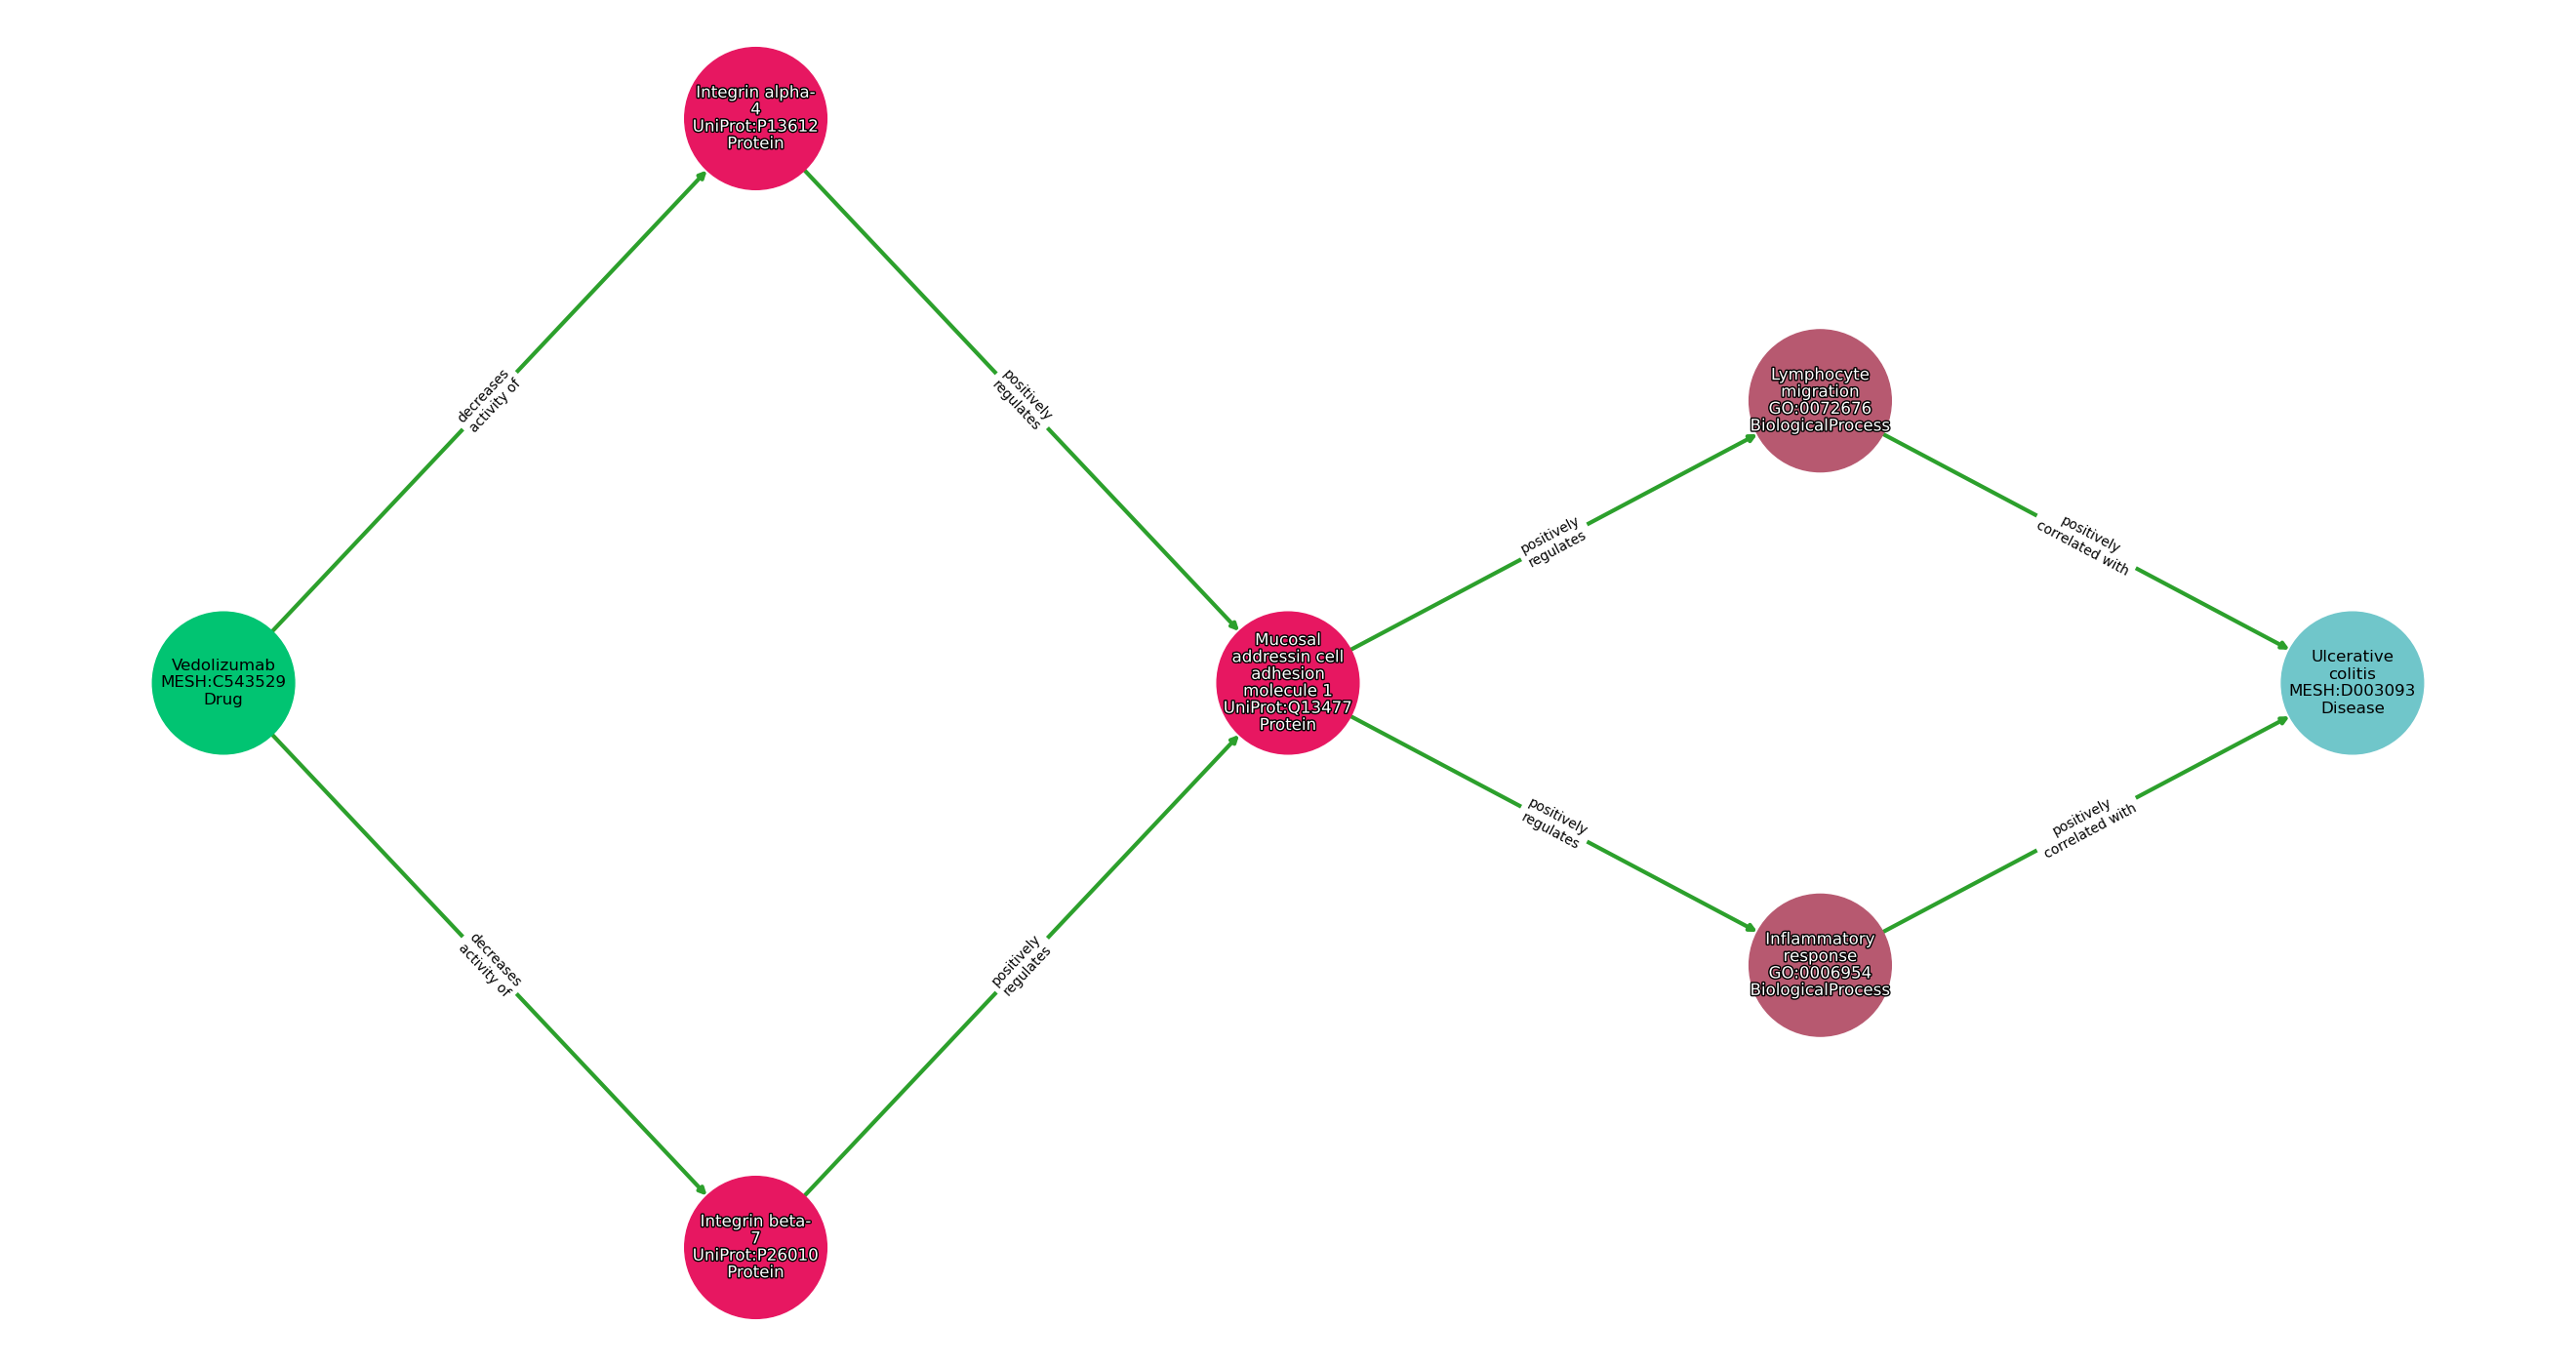 Integrin alpha-
4
UniProt:P13612
Protein
decreases
activity of
positively
regulates
Lymphocyte
migration
GO:0072676
BiologicalProcess
positively
regulates
positively
correlated with
Vedolizumab
MESH:C543529
Drug
Mucosal
addressin cell
adhesion
molecule 1
UniProt:Q13477
Protein
Ulcerative
colitis
MESH:D003093
Disease
positively
regulates
positively
correlated with
decreases
activity of
positively
regulates
Inflammatory
response
GO:0006954
BiologicalProcess
Integrin beta-
7
UniProt:P26010
Protein